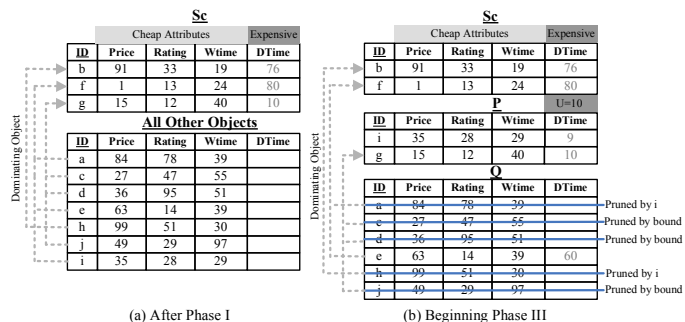 Sc
Cheap Attributes Expensive
ID Price Rating Wtime DTime
b 91 33 19 76
f 1 13 24 80
g 15 12 40 10
All Other Objects
ID Price Rating Wtime DTime
a 84 78 39
c 27 47 55
d 36 95 51
e 63 14 39
h 99 51 30
j 49 29 97
i 35 28 29
Dominating Object
(a) After Phase I
Sc
Cheap Attributes Expensive
ID Price Rating Wtime DTime
b 91 33 19 76
f 1 13 24 80
P U=10
ID Price Rating Wtime DTime
i 35 28 29 9
g 15 12 40 10
Q
ID Price Rating Wtime DTime
a 84 78 39 Pruned by i
c 27 47 55 Pruned by bound
d 36 95 51 Pruned by bound
e 63 14 39 60
h 99 51 30 Pruned by i
j 49 29 97 Pruned by bound
Dominating Object
(b) Beginning Phase III